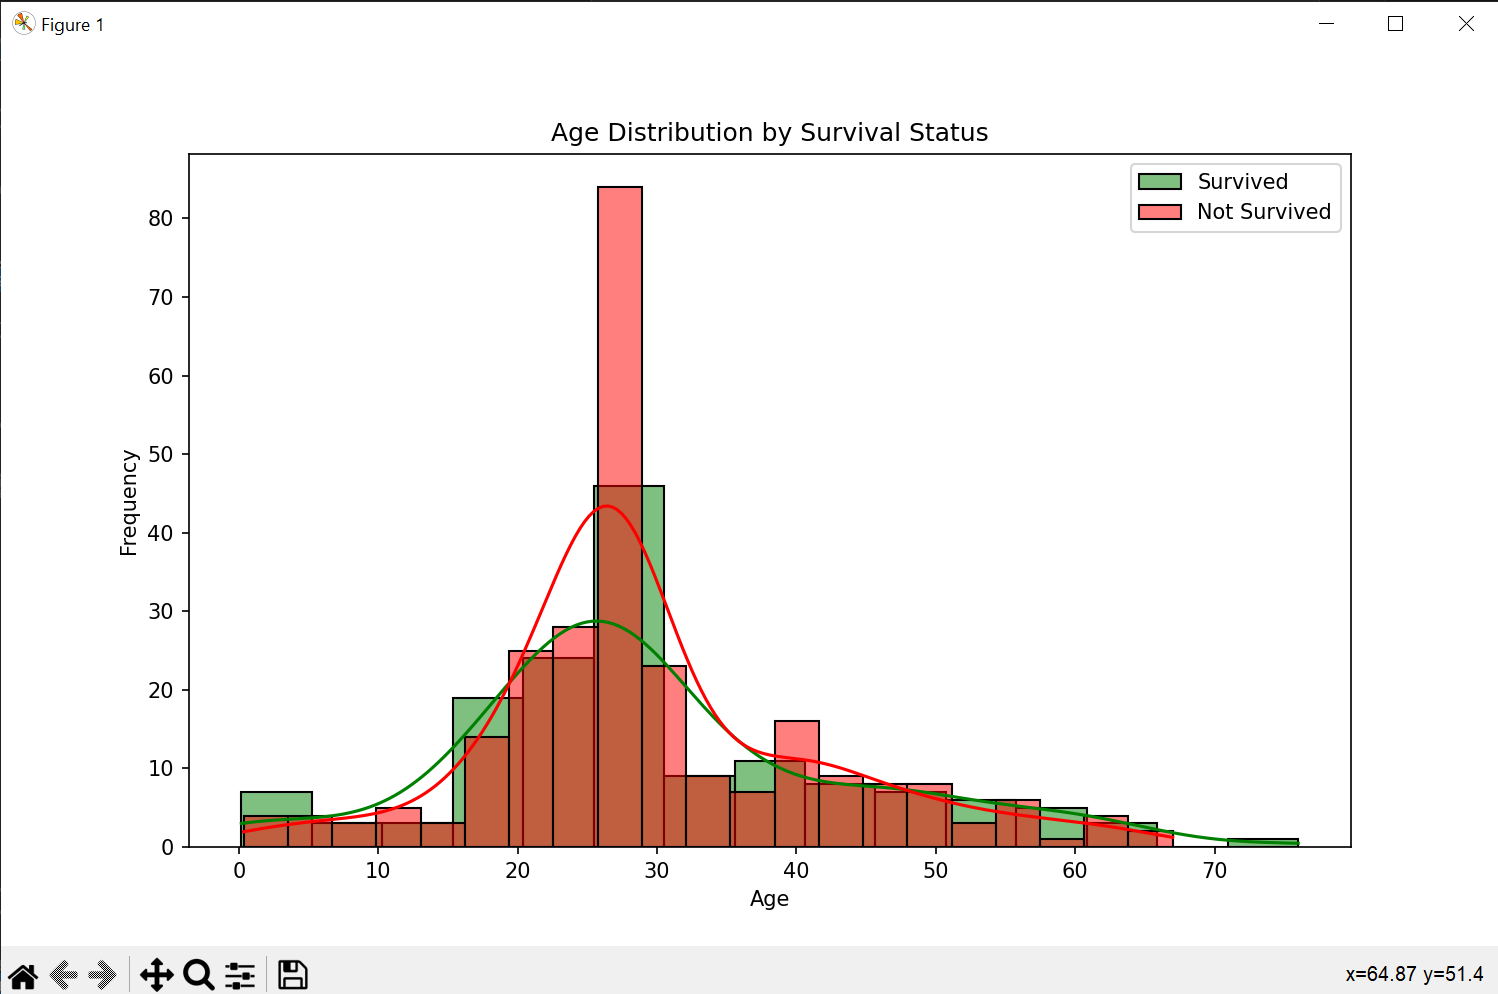 Figure 1
Age Distribution by Survival Status
Survived
Not Survived
80
70
60
50
40
30
20
10
0
Frequency
0 10 20 30 40 50 60 70
Age
x=64.87 y=51.4